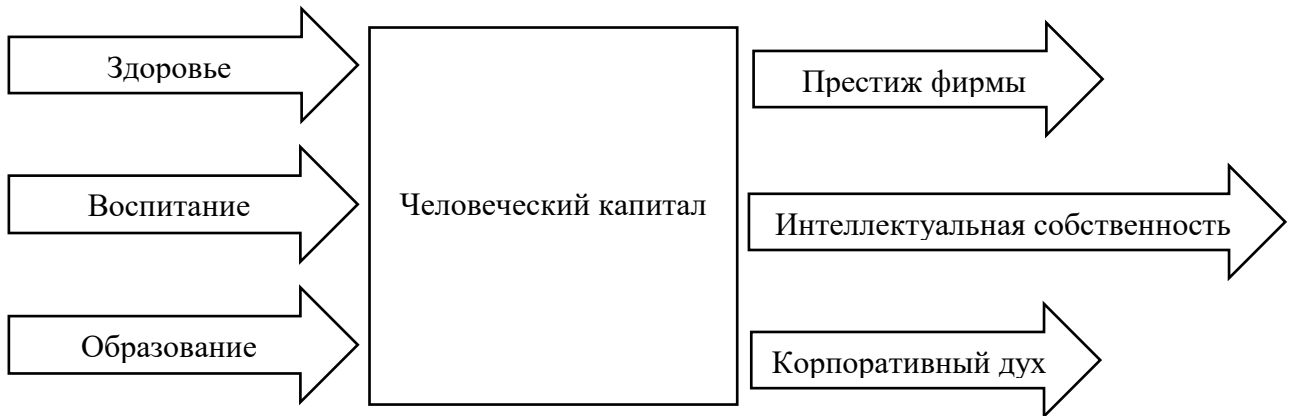 Здоровье
Воспитание
Образование
Человеческий капитал
Престиж фирмы
Интеллектуальная собственность
Корпоративный дух